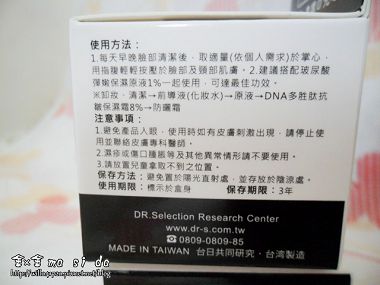 使用方法：
1.每天早晚臉部清潔後，取適量(依個人需求)於掌心，
用指腹輕輕按壓於臉部及頸部肌膚。2.建議搭配玻尿酸
彈嫩保濕原液1%一起使用，可達最佳功效。
※卸妝、清潔→前導液(化妝水)→原液→DNA多胜肽抗
皺保濕霜8%→防曬霜
注意事項：
1.避免產品入眼，使用時如有皮膚刺激出現，請停止使
用並聯絡皮膚專科醫師。
2.濕疹或傷口腫脹等及其他異常情形請不要使用。
3.請放置兒童拿取不到之位置。
保存方法：避免置於陽光直射處，並存放於陰涼處。
使用期限：標示於盒身　保存期限：3年
DR.Selection Research Center
www.dr-s.com.tw
☎0809-0809-85
MADE IN TAIWAN 台日共同研究．台灣製造
ma si da